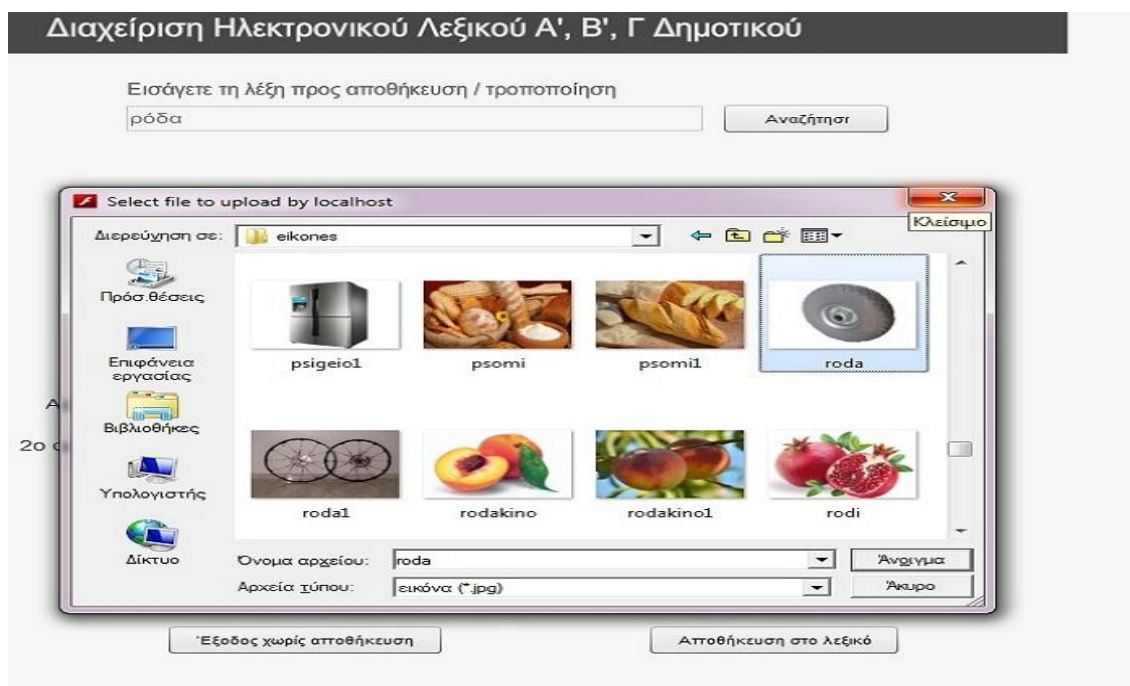 Διαχείριση Ηλεκτρονικού Λεξικού Α', Β', Γ Δημοτικού
Εισάγετε τη λέξη προς αποθήκευση / τροποποίηση
ρόδα
Αναζήτησι
Select file to upload by localhost
Κλείσιμο
Διερεύνηση σε:
eikones
Πρόσ.θέσεις
Επιφάνεια
εργασίας
Βιβλιοθήκες
Υπολογιστής
Δίκτυο
psigeio1
psomi
psomi1
roda
roda1
rodakino
rodakino1
rodi
Α
2ο
Όνομα αρχείου:
roda
Άνοιγμα
Αρχεία τύπου:
εικόνα (*.jpg)
Άκυρο
Έξοδος χωρίς αποθήκευση
Αποθήκευση στο λεξικό